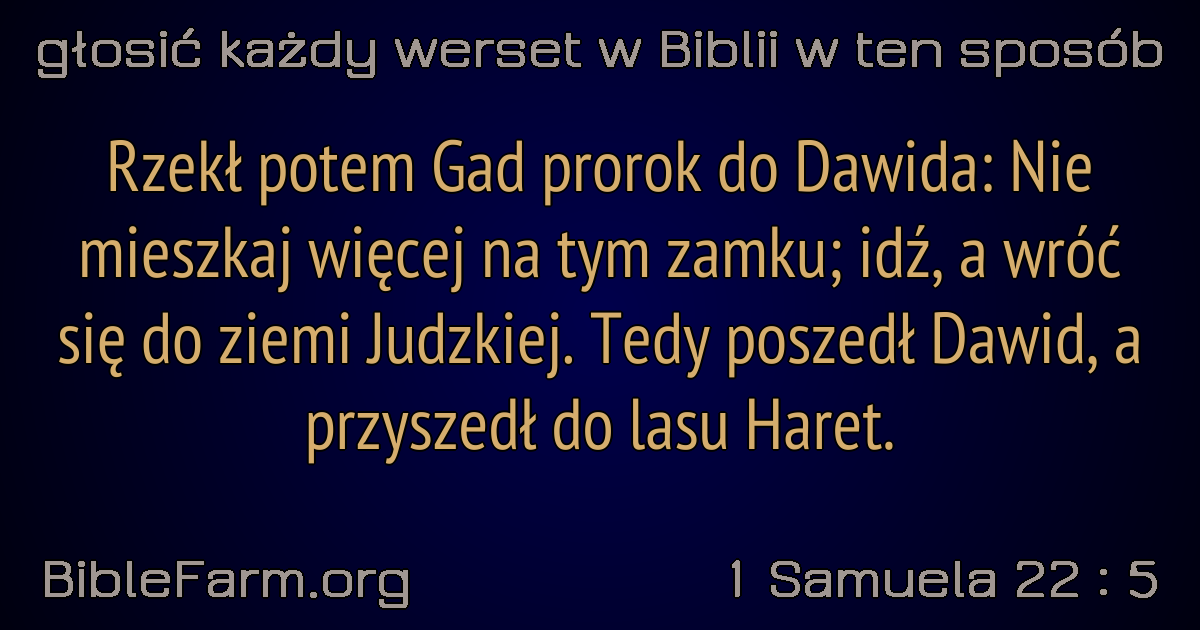 głosić każdy werset w Biblii w ten sposób
Rzekł potem Gad prorok do Dawida: Nie
mieszkaj więcej na tym zamku; idź, a wróć
się do ziemi Judzkiej. Tedy poszedł Dawid, a
przyszedł do lasu Haret.
BibleFarm.org
1 Samuela 22 : 5